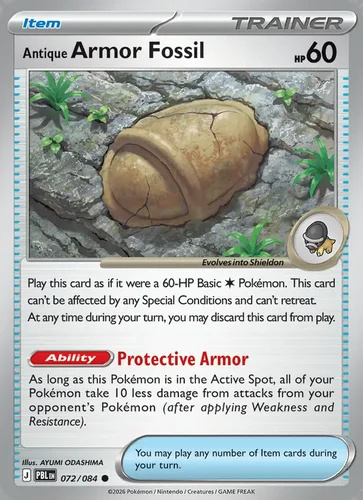 Item TRAINER
Antique Armor Fossil HP60
Evolves into Shieldon
Play this card as if it were a 60-HP Basic Pokémon. This card
can't be affected by any Special Conditions and can't retreat.
At any time during your turn, you may discard this card from play.
Ability Protective Armor
As long as this Pokémon is in the Active Spot, all of your
Pokémon take 10 less damage from attacks from your
opponent's Pokémon (after applying Weakness and
Resistance).
Illus. AYUMI ODASHIMA
J PBL EN 072/084
You may play any number of Item cards during
your turn.
©2026 Pokémon / Nintendo / Creatures / GAME FREAK